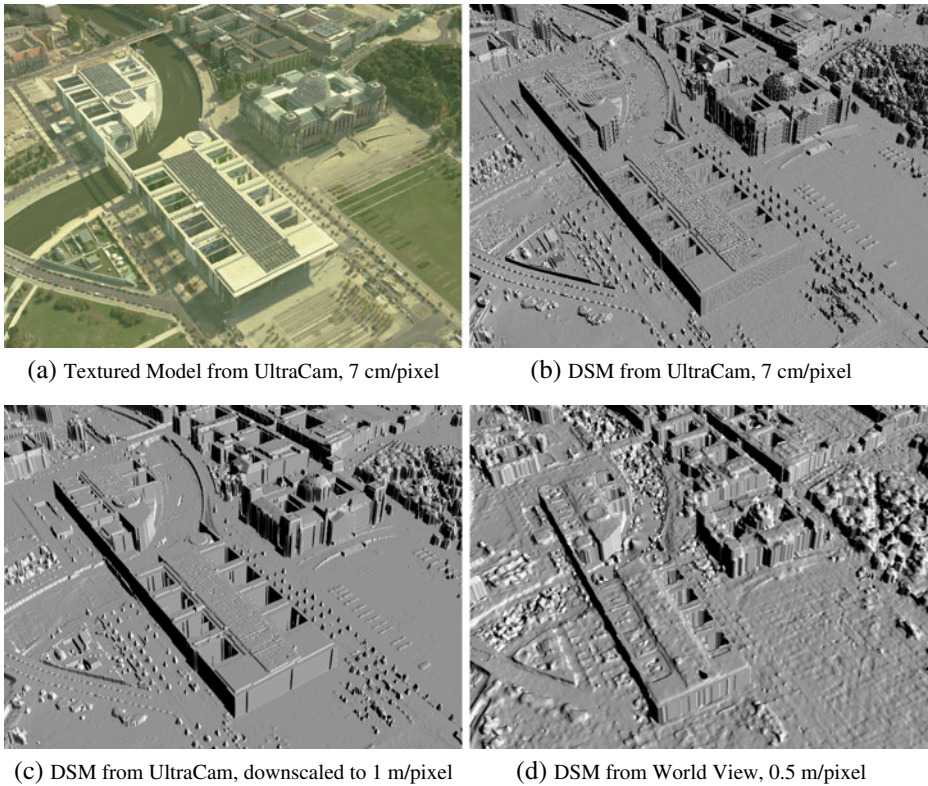 (a) Textured Model from UltraCam, 7 cm/pixel
(b) DSM from UltraCam, 7 cm/pixel
(c) DSM from UltraCam, downscaled to 1 m/pixel
(d) DSM from World View, 0.5 m/pixel